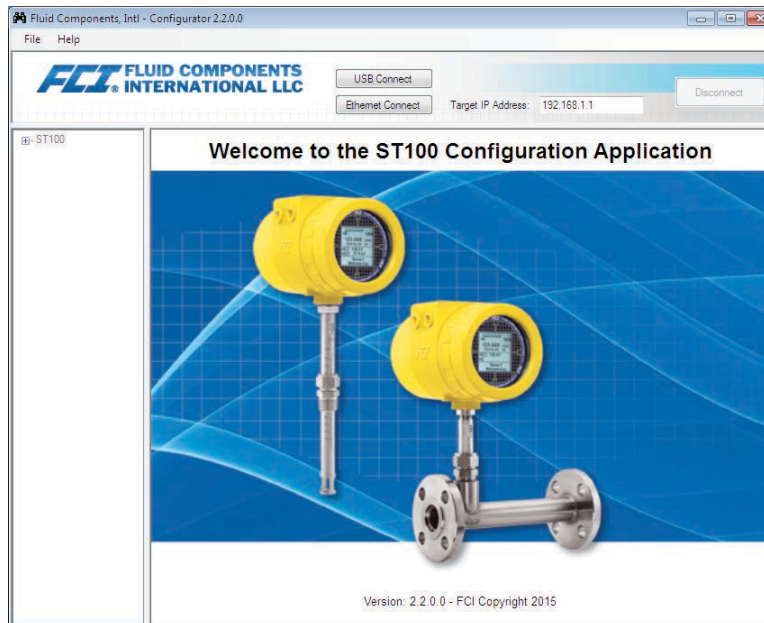 Fluid Components, Intl - Configurator 2.2.0.0
File Help
FCI® FLUID COMPONENTS
INTERNATIONAL LLC
USB Connect
Ethernet Connect
Target IP Address: 192.168.1.1
Disconnect
ST100
Welcome to the ST100 Configuration Application
FCI
FCI
Version: 2.2.0.0 - FCI Copyright 2015